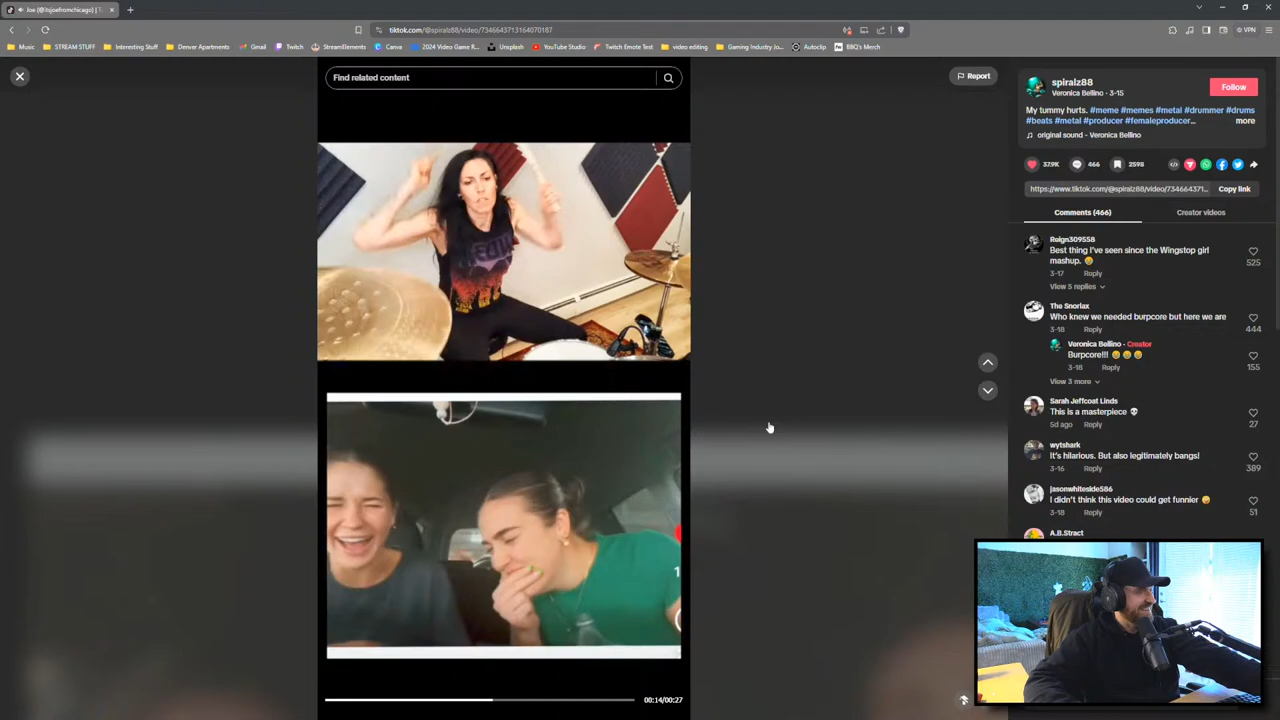 Joe (@itsjoefromchicago) | T
tiktok.com/@spiralz88/video/7346643713164070187
VPN
Music
STREAM STUFF
Interesting Stuff
Denver Apartments
Gmail
Twitch
StreamElements
Canva
2024 Video Game R...
Unsplash
YouTube Studio
Twitch Emote Test
video editing
Gaming Industry Jo...
Autoclip
BBQ's Merch
Find related content
Report
spiralz88
Veronica Bellino · 3-15
Follow
My tummy hurts. #meme #memes #metal #drummer #drums
#beats #metal #producer #femaleproducer...
more
original sound - Veronica Bellino
37.9K
466
2598
https://www.tiktok.com/@spiralz88/video/734664371...
Copy link
Comments (466)
Creator videos
Reign309558
Best thing I've seen since the Wingstop girl
mashup.
525
3-17 Reply
View 5 replies
The Snorlax
Who knew we needed burpcore but here we are
444
3-18 Reply
Veronica Bellino · Creator
Burpcore!!!
155
3-18 Reply
View 3 more
Sarah Jeffcoat Linds
This is a masterpiece
27
5d ago Reply
wytshark
It's hilarious. But also legitimately bangs!
389
3-16 Reply
jasonwhiteside586
I didn't think this video could get funnier
51
3-18 Reply
A.B.Stract
1
00:14/00:27